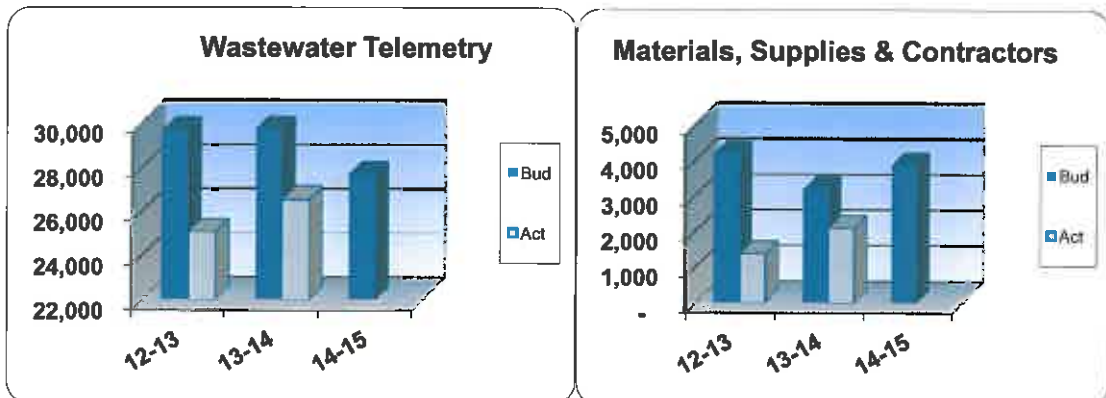 Wastewater Telemetry
30,000
28,000
26,000
24,000
22,000
12-13
13-14
14-15
Bud
Act
Materials, Supplies & Contractors
5,000
4,000
3,000
2,000
1,000
-
12-13
13-14
14-15
Bud
Act